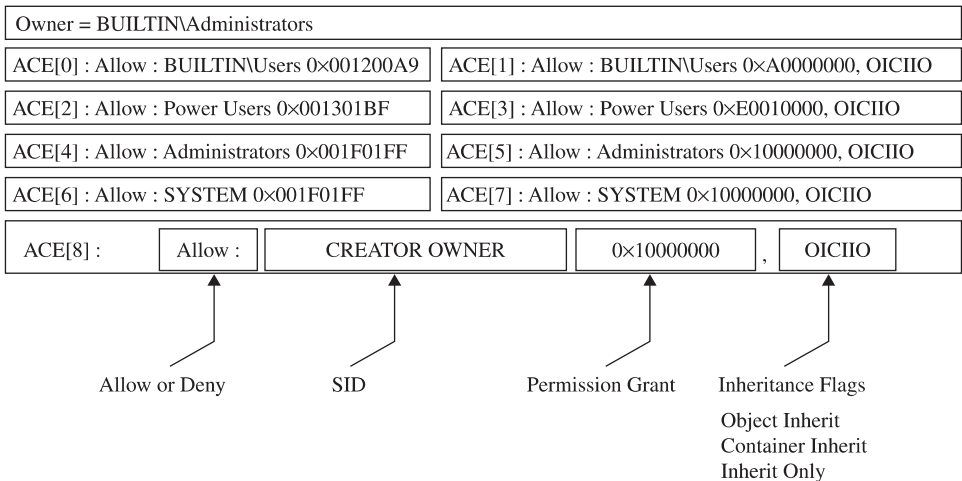 Owner = BUILTIN\Administrators
ACE[0] : Allow : BUILTIN\Users 0×001200A9
ACE[1] : Allow : BUILTIN\Users 0×A0000000, OICIIO
ACE[2] : Allow : Power Users 0×001301BF
ACE[3] : Allow : Power Users 0×E0010000, OICIIO
ACE[4] : Allow : Administrators 0×001F01FF
ACE[5] : Allow : Administrators 0×10000000, OICIIO
ACE[6] : Allow : SYSTEM 0×001F01FF
ACE[7] : Allow : SYSTEM 0×10000000, OICIIO
ACE[8] : Allow : CREATOR OWNER 0×10000000 , OICIIO
Allow or Deny SID Permission Grant Inheritance Flags
Object Inherit
Container Inherit
Inherit Only